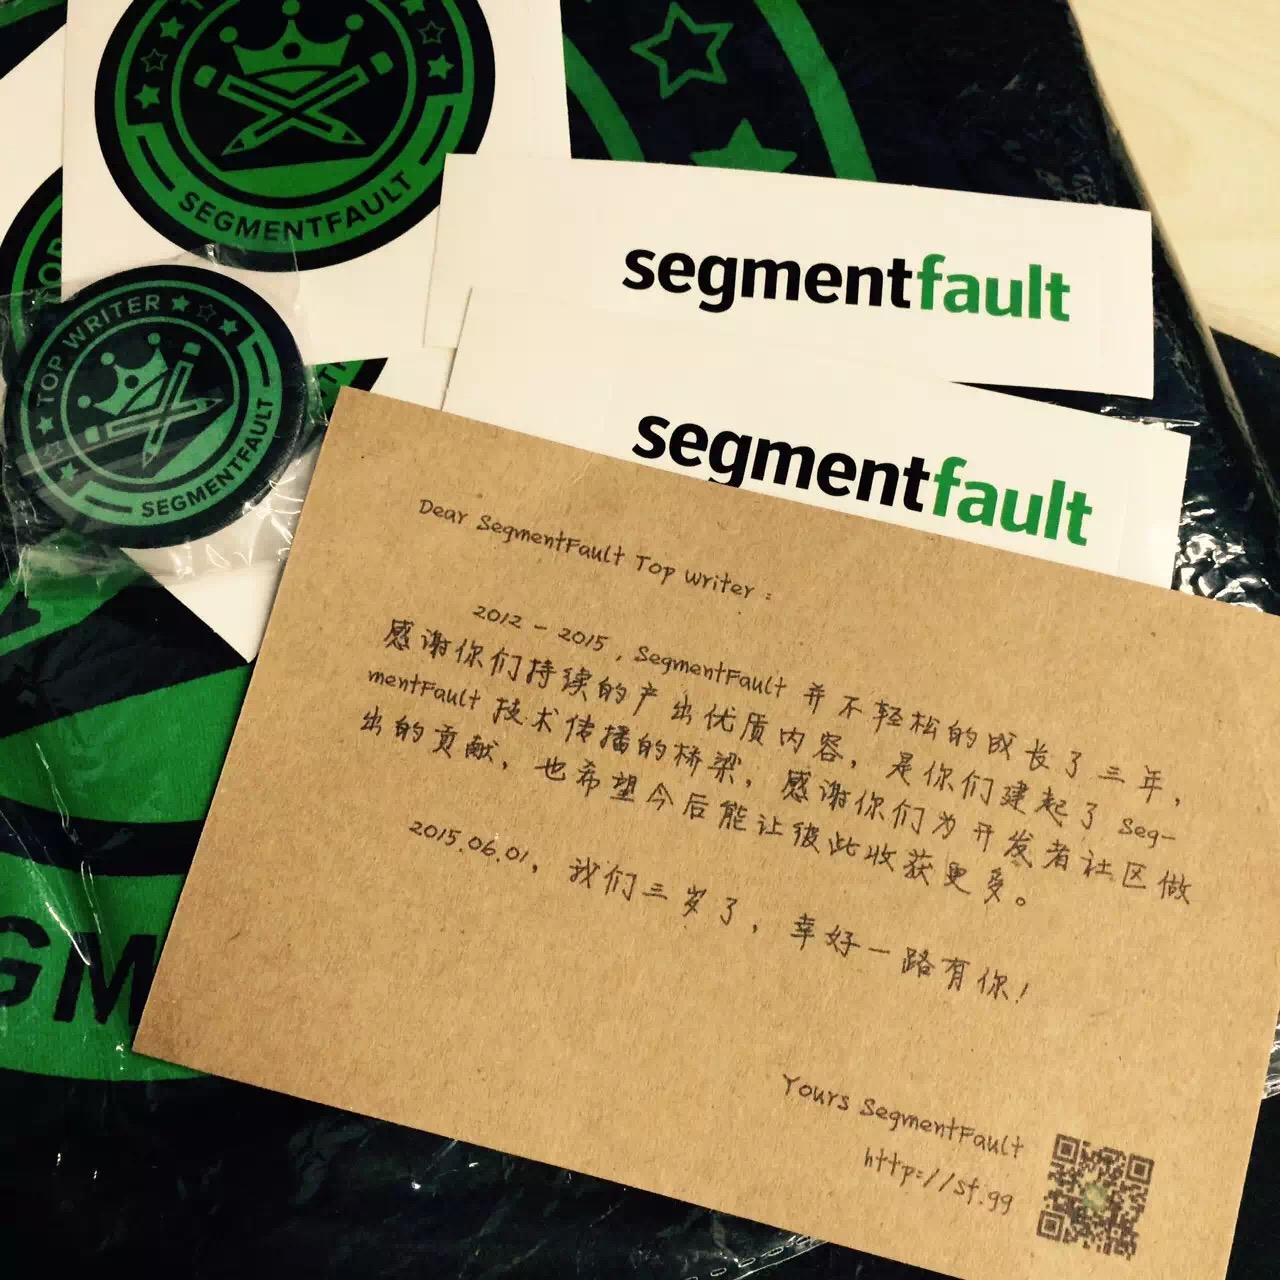 SEGMENTFAULT
TOP WRITER
SEGMENTFAULT
segmentfault
segmentfault
Dear SegmentFault Top Writer：
2012 - 2015，SegmentFault 并不轻松的成长了三年，
感谢你们持续的产出优质内容，是你们建起了 Seg-
mentFault 技术传播的桥梁，感谢你们为开发者社区做
出的贡献，也希望今后能让彼此收获更多。
2015.06.01，我们三岁了，幸好一路有你！
Yours SegmentFault
http://sf.gg
GM